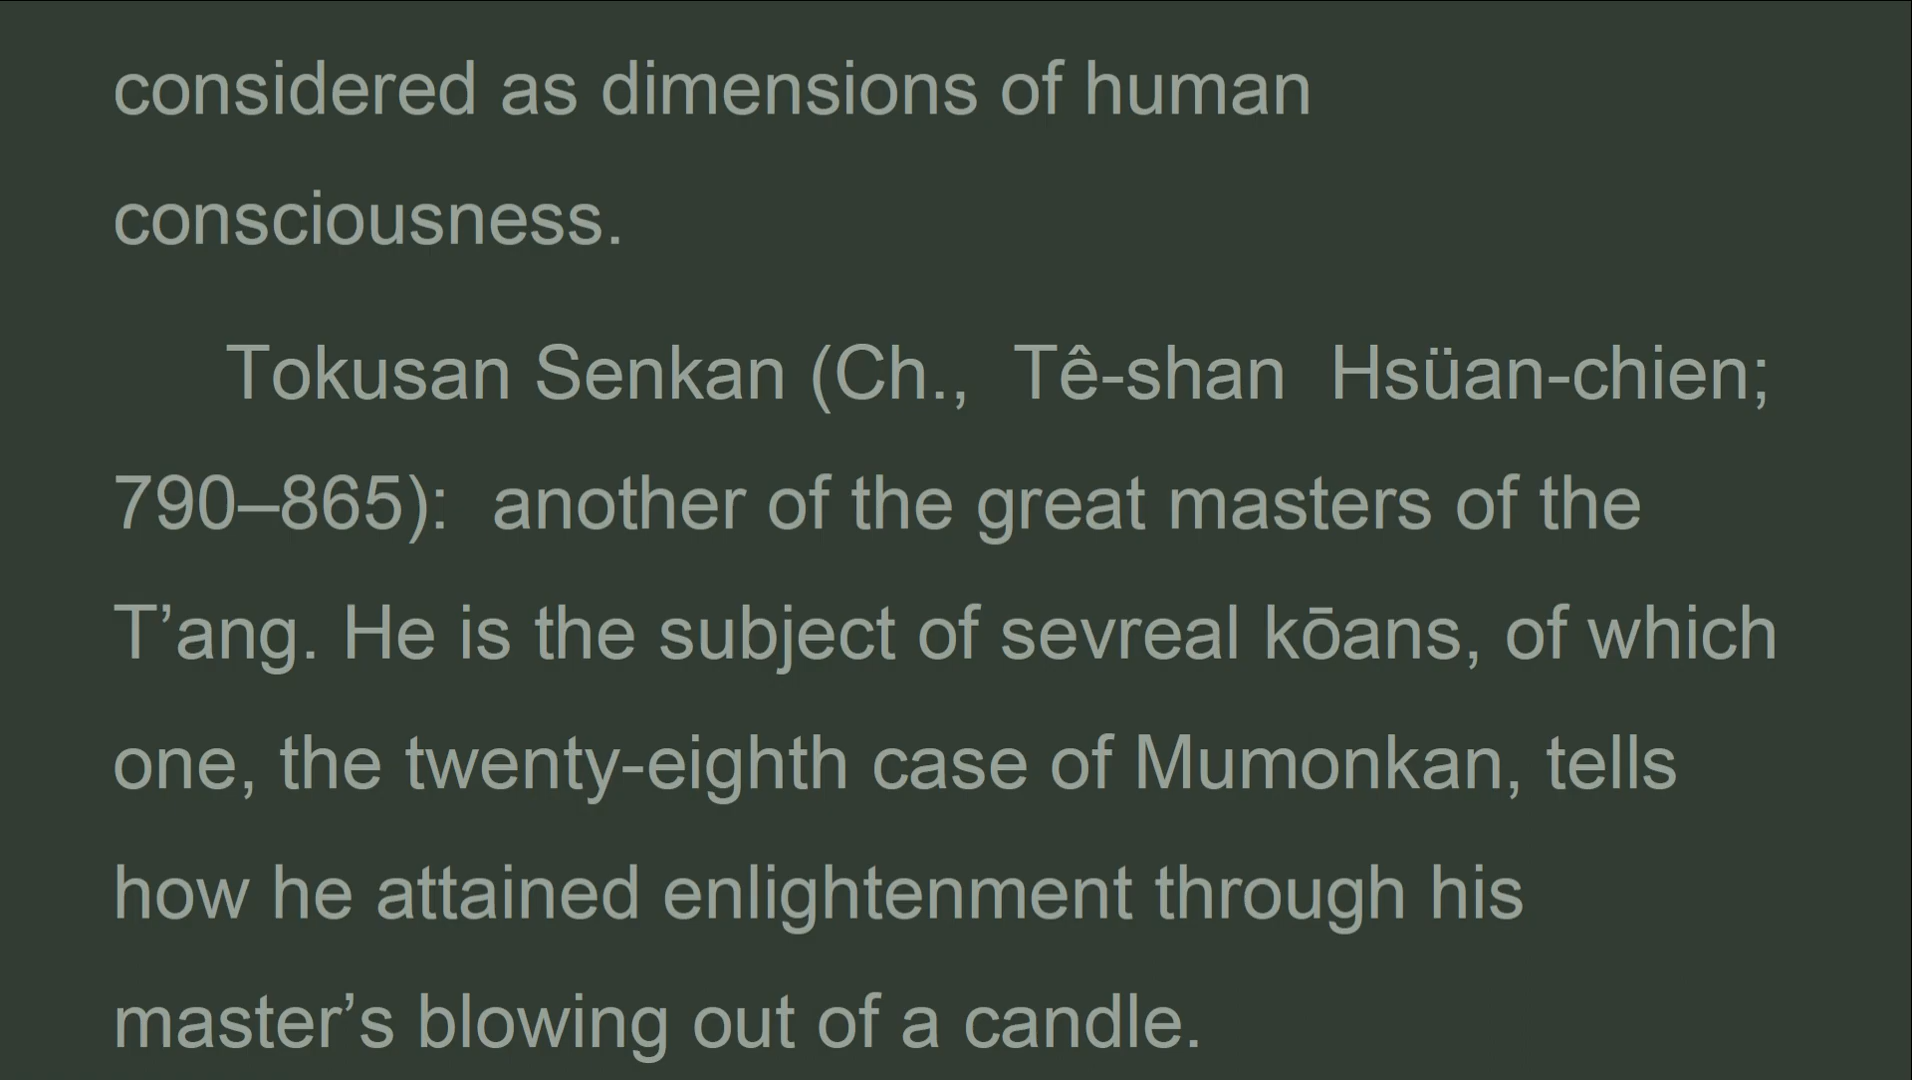 considered as dimensions of human
consciousness.
Tokusan Senkan (Ch., Tê-shan Hsüan-chien;
790–865): another of the great masters of the
T’ang. He is the subject of sevreal kōans, of which
one, the twenty-eighth case of Mumonkan, tells
how he attained enlightenment through his
master’s blowing out of a candle.